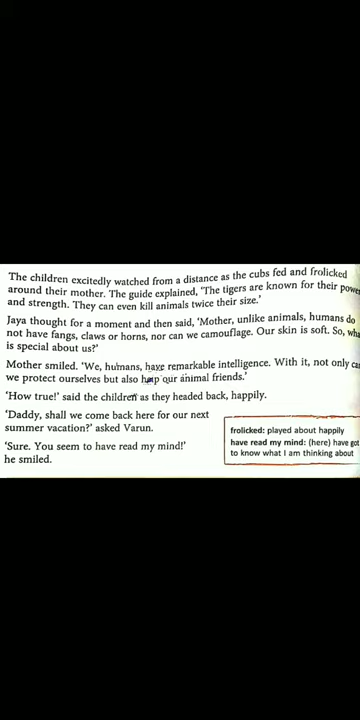 The children excitedly watched from a distance as the cubs fed and frolicked
around their mother. The guide explained, 'The tigers are known for their power
and strength. They can even kill animals twice their size.'
Jaya thought for a moment and then said, 'Mother, unlike animals, humans do
not have fangs, claws or horns, nor can we camouflage. Our skin is soft. So, wha
is special about us?'
Mother smiled. 'We, humans, have remarkable intelligence. With it, not only ca
we protect ourselves but also help our animal friends.'
'How true!' said the children as they headed back, happily.
'Daddy, shall we come back here for our next
summer vacation?' asked Varun.
'Sure. You seem to have read my mind!'
he smiled.
frolicked: played about happily
have read my mind: (here) have got
to know what I am thinking about